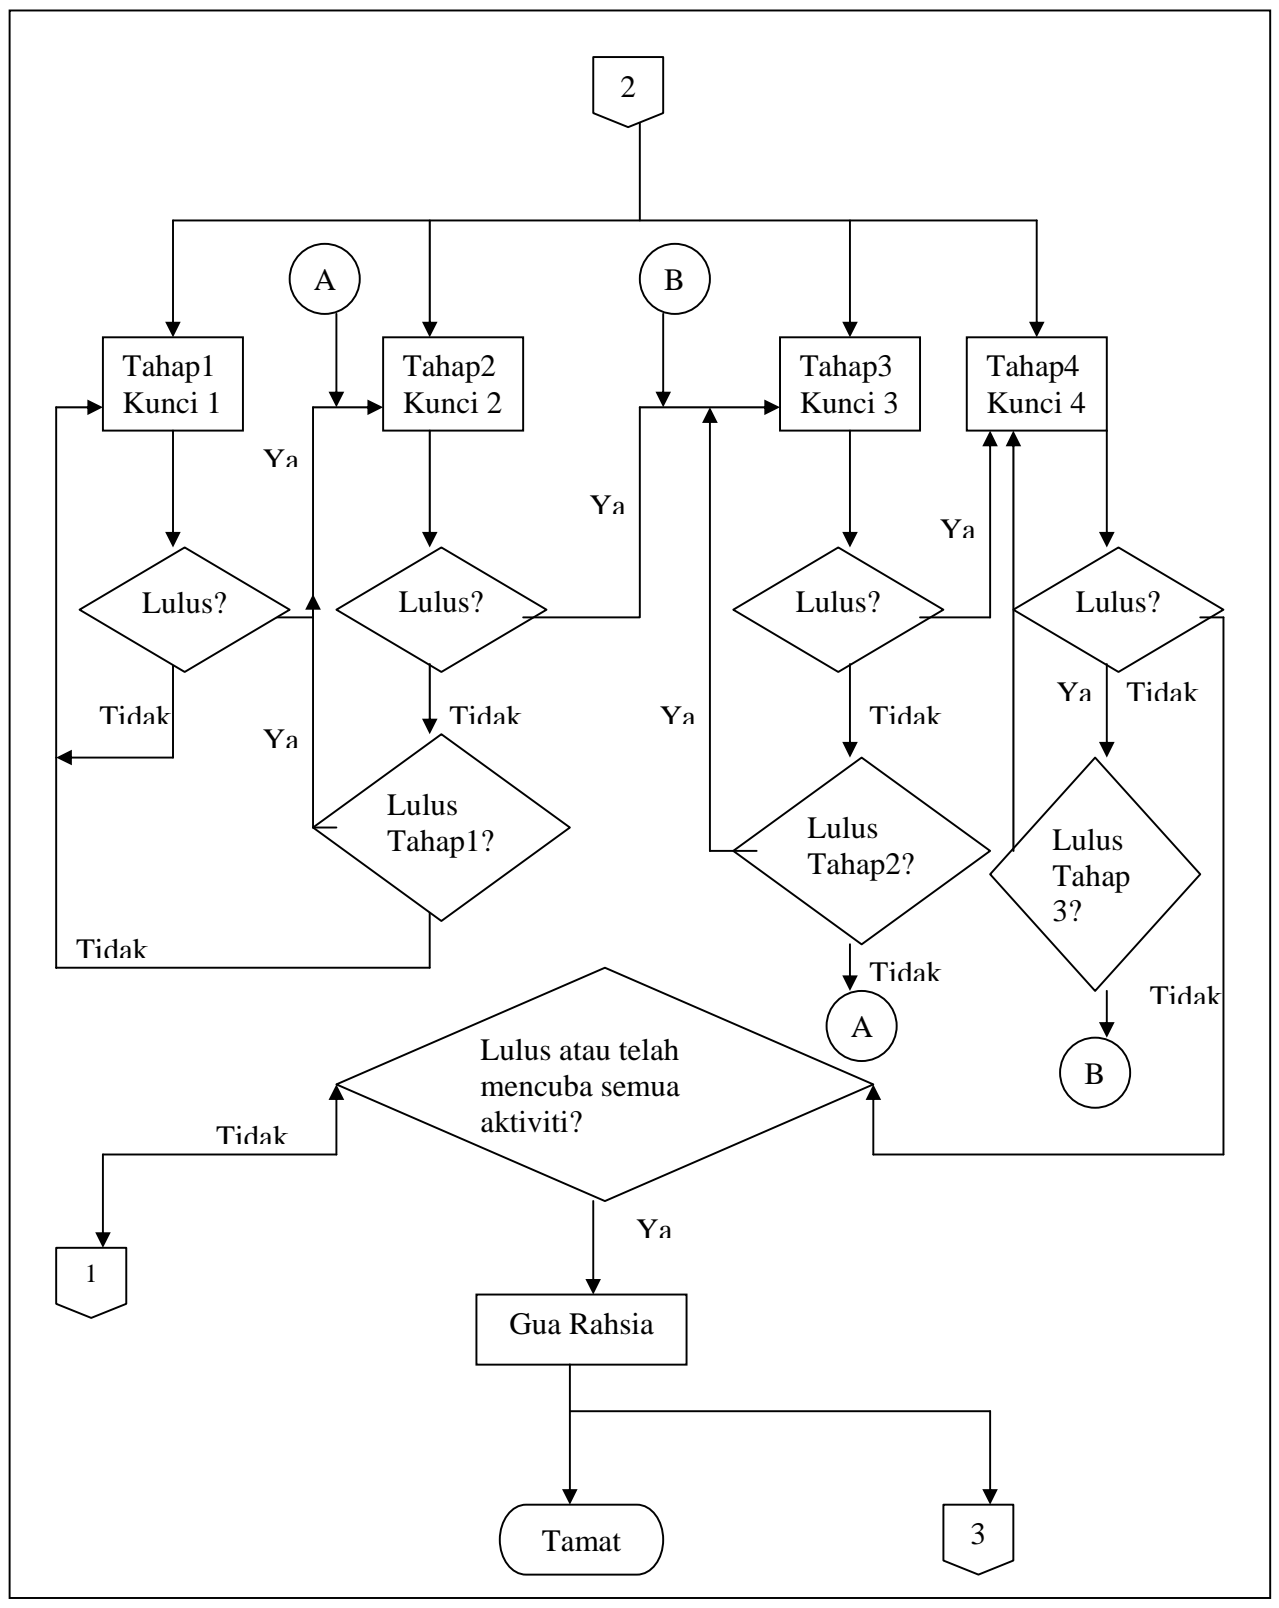 2
A
B
Tahap1
Kunci 1
Tahap2
Kunci 2
Tahap3
Kunci 3
Tahap4
Kunci 4
Ya
Ya
Ya
Lulus?
Lulus?
Lulus?
Lulus?
Tidak
Ya
Tidak
Ya
Tidak
Ya
Tidak
Lulus
Tahap1?
Lulus
Tahap2?
Lulus
Tahap
3?
Tidak
Tidak
Tidak
A
B
Lulus atau telah
mencuba semua
aktiviti?
Tidak
Ya
1
Gua Rahsia
Tamat
3